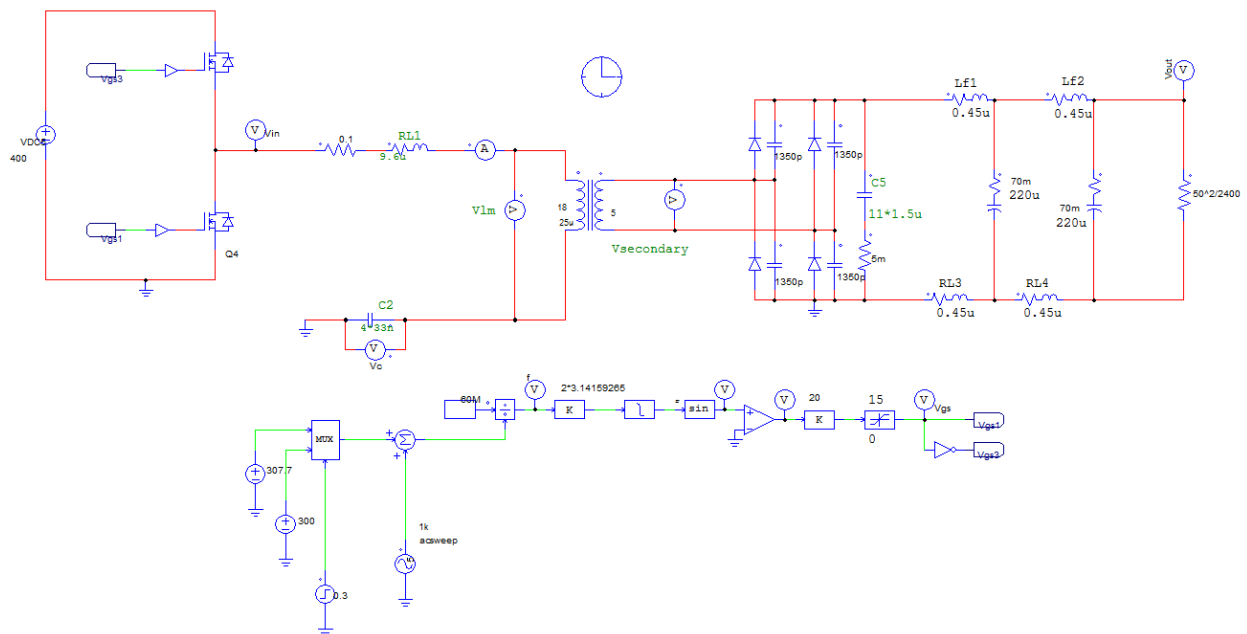 Vgs3
VDC6
400
V
Vin
0.1
RL1
9.6u
A
Vgs1
Q4
Vlm
V
18
25u
5
V
Vsecondary
C2
V
Vc
1350p
1350p
C5
11*1.5u
5m
1350p
1350p
Lf1
0.45u
Lf2
0.45u
Vout
V
70m
220u
70m
220u
50^2/2400
RL3
0.45u
RL4
0.45u
60M
f
V
2*3.14159265
K
sin
V
V
20
K
15
0
V
Vgs
Vgs1
Vgs3
MUX
Σ
307.7
300
0.3
1k
acsweep